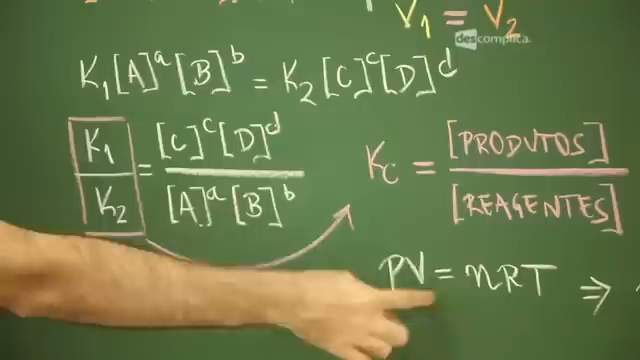 V₁ = V₂
descomplica.
K₁[A]ᵃ[B]ᵇ = K₂[C]ᶜ[D]ᵈ
K₁/K₂ = [C]ᶜ[D]ᵈ/[A]ᵃ[B]ᵇ
Kc = [PRODUTOS]/[REAGENTES]
PV = nRT ⇒